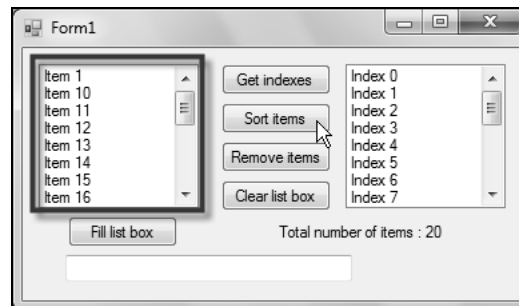 Form1
Item 1
Item 10
Item 11
Item 12
Item 13
Item 14
Item 15
Item 16
Get indexes
Sort items
Remove items
Clear list box
Index 0
Index 1
Index 2
Index 3
Index 4
Index 5
Index 6
Index 7
Fill list box
Total number of items : 20